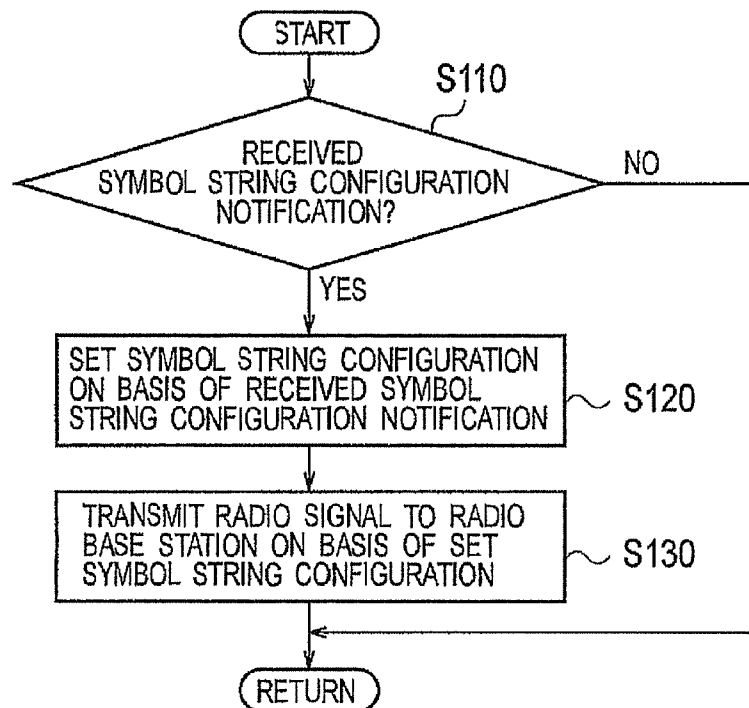 START
S110
RECEIVED
SYMBOL STRING CONFIGURATION
NOTIFICATION?
NO
YES
SET SYMBOL STRING CONFIGURATION
ON BASIS OF RECEIVED SYMBOL
STRING CONFIGURATION NOTIFICATION
S120
TRANSMIT RADIO SIGNAL TO RADIO
BASE STATION ON BASIS OF SET
SYMBOL STRING CONFIGURATION
S130
RETURN